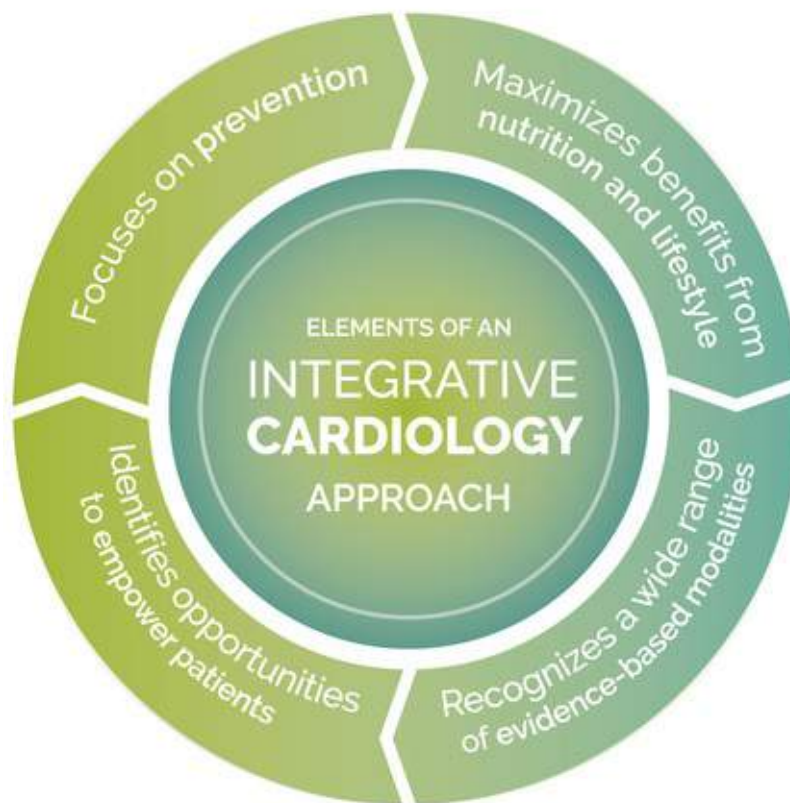 ELEMENTS OF AN
INTEGRATIVE
CARDIOLOGY
APPROACH
Focuses on prevention
Maximizes benefits from
nutrition and lifestyle
Recognizes a wide range
of evidence-based modalities
Identifies opportunities
to empower patients